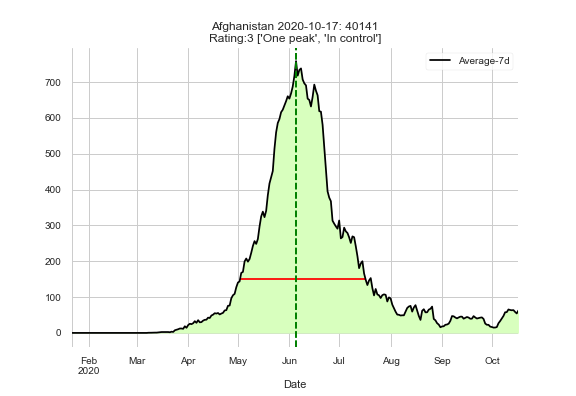 Afghanistan 2020-10-17: 40141
Rating:3 ['One peak', 'In control']
Average-7d
700
600
500
400
300
200
100
0
Feb
2020
Mar
Apr
May
Jun
Jul
Aug
Sep
Oct
Date